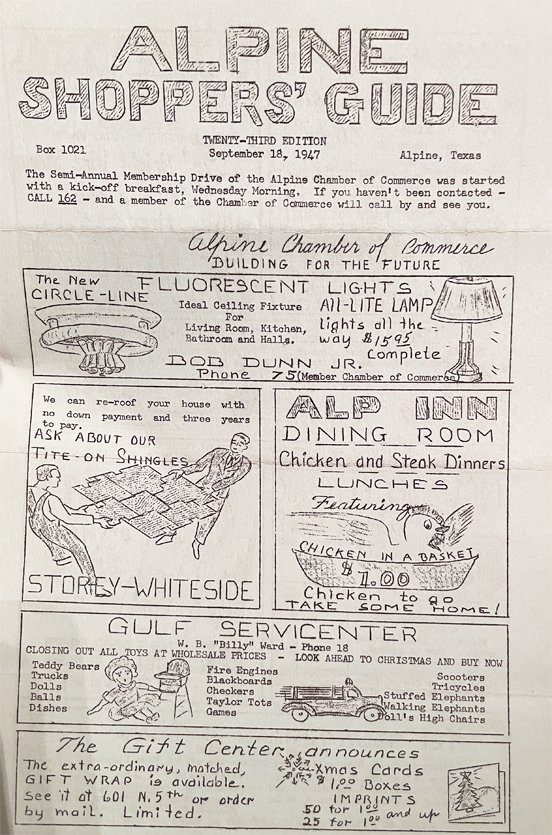 ALPINE
SHOPPERS' GUIDE
TWENTY-THIRD EDITION
Box 1021
September 18, 1947
Alpine, Texas
The Semi-Annual Membership Drive of the Alpine Chamber of Commerce was started
with a kick-off breakfast, Wednesday Morning. If you haven't been contacted -
CALL 162 - and a member of the Chamber of Commerce will call by and see you.
Alpine Chamber of Commerce
BUILDING FOR THE FUTURE
The New
CIRCLE-LINE
FLUORESCENT LIGHTS
Ideal Ceiling Fixture
For
Living Room, Kitchen,
Bathroom and Halls.
All-LITE LAMP
lights all the
way $15.95
Complete
BOB DUNN JR.
Phone 75 (Member Chamber of Commerce
We can re-roof your house with
no down payment and three years
to pay.
ASK ABOUT OUR
TITE-ON SHINGLES
STOREY-WHITESIDE
ALP INN
DINING ROOM
Chicken and Steak Dinners
LUNCHES
Featuring
CHICKEN IN A BASKET
$1.00
Chicken to go
TAKE SOME HOME!
GULF SERVICENTER
W. B. "Billy" Ward - Phone 18
CLOSING OUT ALL TOYS AT WHOLESALE PRICES - LOOK AHEAD TO CHRISTMAS AND BUY NOW
Teddy Bears
Trucks
Dolls
Balls
Dishes
Fire Engines
Blackboards
Checkers
Taylor Tots
Games
Scooters
Tricycles
Stuffed Elephants
Walking Elephants
Doll's High Chairs
The Gift Center announces
The extra-ordinary, matched,
GIFT WRAP is available.
See it at 601 N. 5th or order
by mail. Limited.
Xmas Cards
1.00 Boxes
IMPRINTS
50 for 1.00
25 for 1.00 and up